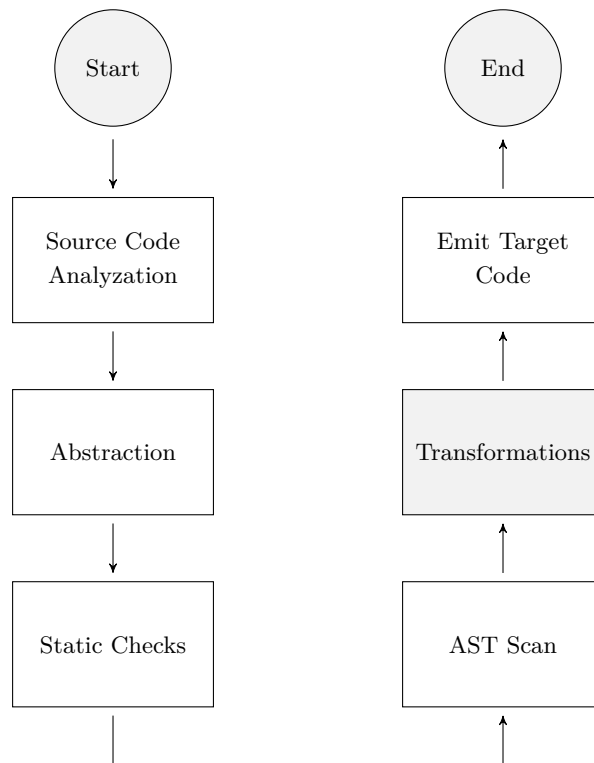 Start
Source Code
Analyzation
Abstraction
Static Checks
End
Emit Target
Code
Transformations
AST Scan